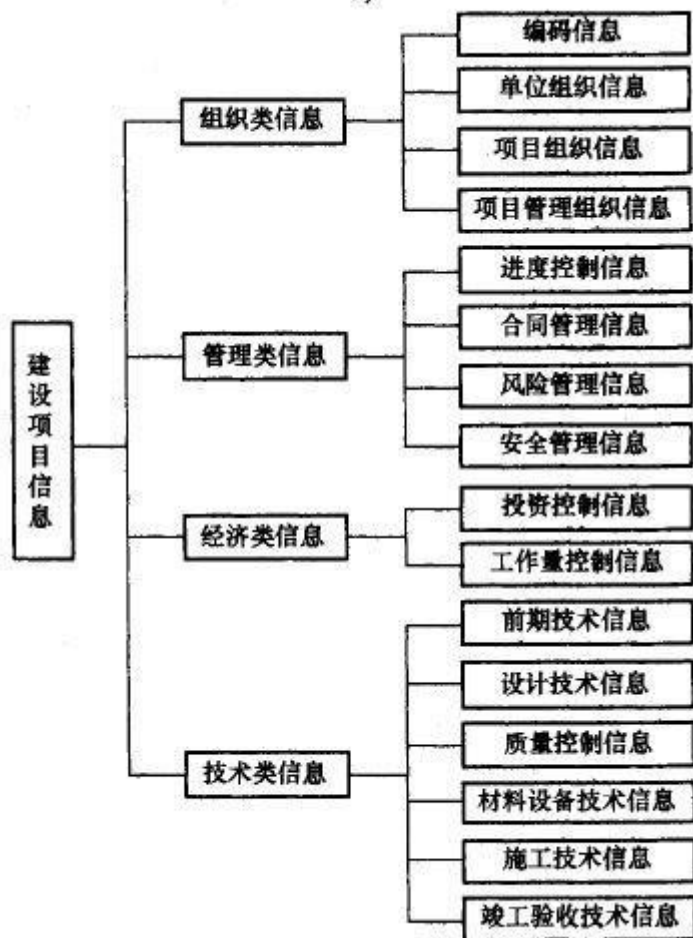 建设项目信息
组织类信息
编码信息
单位组织信息
项目组织信息
项目管理组织信息
管理类信息
进度控制信息
合同管理信息
风险管理信息
安全管理信息
经济类信息
投资控制信息
工作量控制信息
技术类信息
前期技术信息
设计技术信息
质量控制信息
材料设备技术信息
施工技术信息
竣工验收技术信息